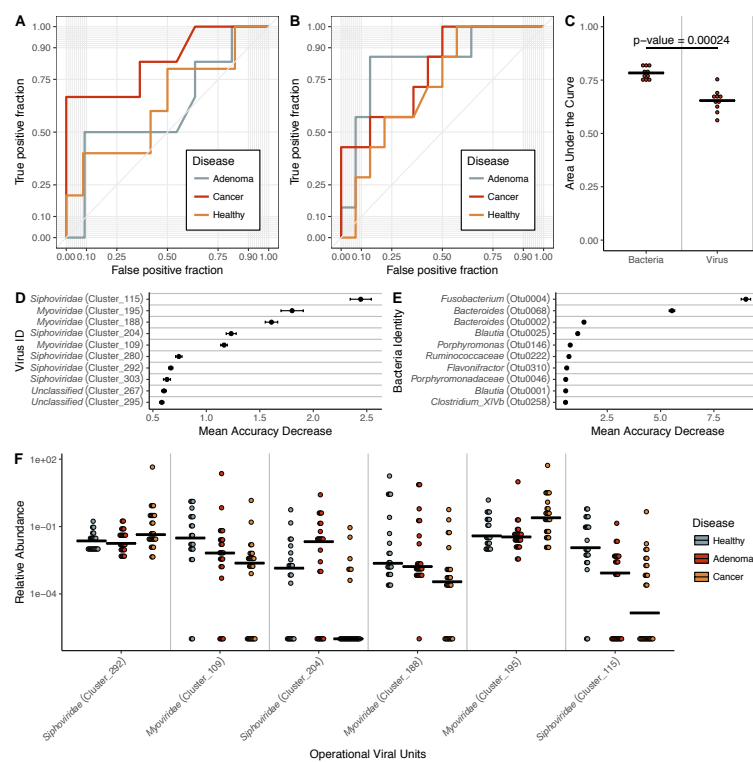 A
B
C
1.00
0.90
0.75
0.50
0.25
0.10
0.00
True positive fraction
0.00 0.10 0.25 0.50 0.75 0.90 1.00
False positive fraction
Disease
Adenoma
Cancer
Healthy
1.00
0.90
0.75
0.50
0.25
0.10
0.00
True positive fraction
0.00 0.10 0.25 0.50 0.75 0.90 1.00
False positive fraction
Disease
Adenoma
Cancer
Healthy
p-value = 0.00024
1.00
0.75
0.50
0.25
0.00
Area Under the Curve
Bacteria Virus
D
Virus ID
Siphoviridae (Cluster_115)
Myoviridae (Cluster_195)
Myoviridae (Cluster_188)
Siphoviridae (Cluster_204)
Myoviridae (Cluster_109)
Siphoviridae (Cluster_280)
Siphoviridae (Cluster_292)
Siphoviridae (Cluster_303)
Unclassified (Cluster_267)
Unclassified (Cluster_295)
0.5 1.0 1.5 2.0 2.5
Mean Accuracy Decrease
E
Bacteria Identity
Fusobacterium (Otu0004)
Bacteroides (Otu0068)
Bacteroides (Otu0002)
Blautia (Otu0025)
Porphyromonas (Otu0146)
Ruminococcaceae (Otu0222)
Flavonifractor (Otu0310)
Porphyromonadaceae (Otu0046)
Blautia (Otu0001)
Clostridium_XlVb (Otu0258)
2.5 5.0 7.5
Mean Accuracy Decrease
F
1e+02
1e−01
1e−04
Relative Abundance
Siphoviridae (Cluster_292)
Myoviridae (Cluster_109)
Siphoviridae (Cluster_204)
Myoviridae (Cluster_188)
Myoviridae (Cluster_195)
Siphoviridae (Cluster_115)
Operational Viral Units
Disease
Healthy
Adenoma
Cancer